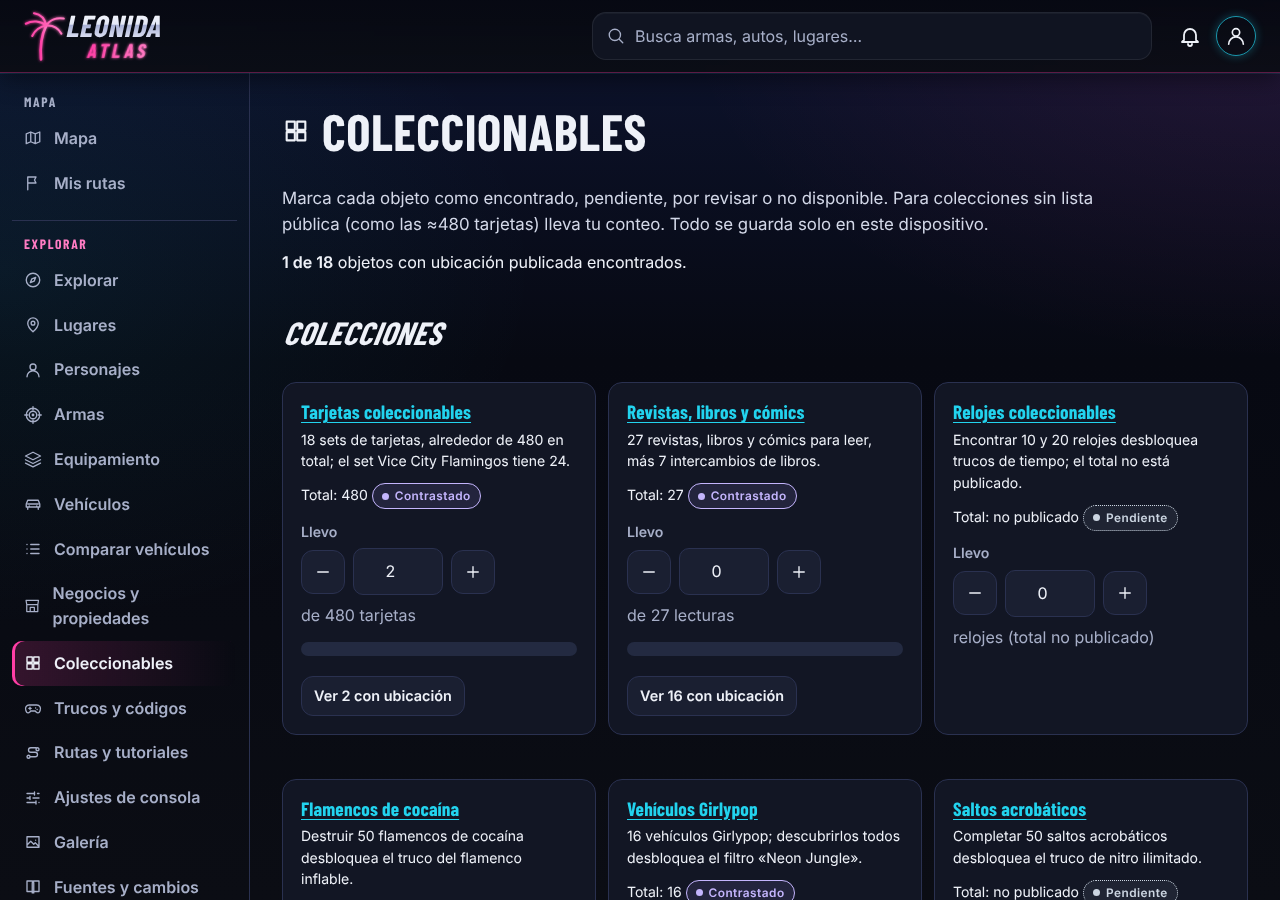 LEONIDA
ATLAS
Busca armas, autos, lugares...
MAPA
Mapa
Mis rutas
EXPLORAR
Explorar
Lugares
Personajes
Armas
Equipamiento
Vehículos
Comparar vehículos
Negocios y
propiedades
Coleccionables
Trucos y códigos
Rutas y tutoriales
Ajustes de consola
Galería
Fuentes y cambios
COLECCIONABLES
Marca cada objeto como encontrado, pendiente, por revisar o no disponible. Para colecciones sin lista
pública (como las ≈480 tarjetas) lleva tu conteo. Todo se guarda solo en este dispositivo.
1 de 18 objetos con ubicación publicada encontrados.
COLECCIONES
Tarjetas coleccionables
18 sets de tarjetas, alrededor de 480 en
total; el set Vice City Flamingos tiene 24.
Total: 480 Contrastado
Llevo
− 2 +
de 480 tarjetas
Ver 2 con ubicación
Revistas, libros y cómics
27 revistas, libros y cómics para leer,
más 7 intercambios de libros.
Total: 27 Contrastado
Llevo
− 0 +
de 27 lecturas
Ver 16 con ubicación
Relojes coleccionables
Encontrar 10 y 20 relojes desbloquea
trucos de tiempo; el total no está
publicado.
Total: no publicado Pendiente
Llevo
− 0 +
relojes (total no publicado)
Flamencos de cocaína
Destruir 50 flamencos de cocaína
desbloquea el truco del flamenco
inflable.
Vehículos Girlypop
16 vehículos Girlypop; descubrirlos todos
desbloquea el filtro «Neon Jungle».
Total: 16 Contrastado
Saltos acrobáticos
Completar 50 saltos acrobáticos
desbloquea el truco de nitro ilimitado.
Total: no publicado Pendiente